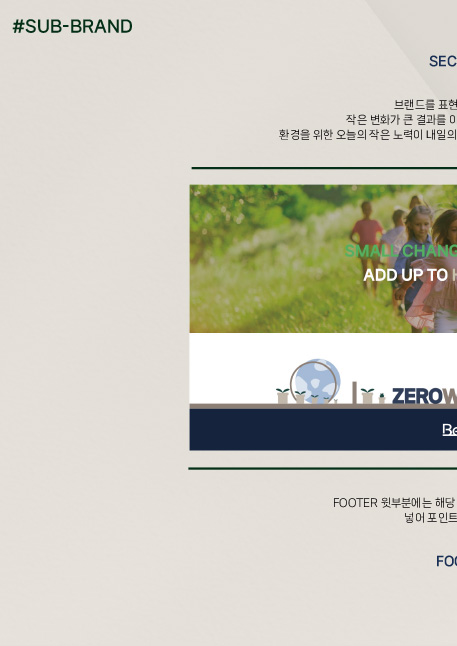 #SUB-BRAND
SEC
브랜드를 표현
작은 변화가 큰 결과를 이
환경을 위한 오늘의 작은 노력이 내일의
SMALL CHANG
ADD UP TO
ZEROW
Be
FOOTER 윗부분에는 해당
넣어 포인트
FOO